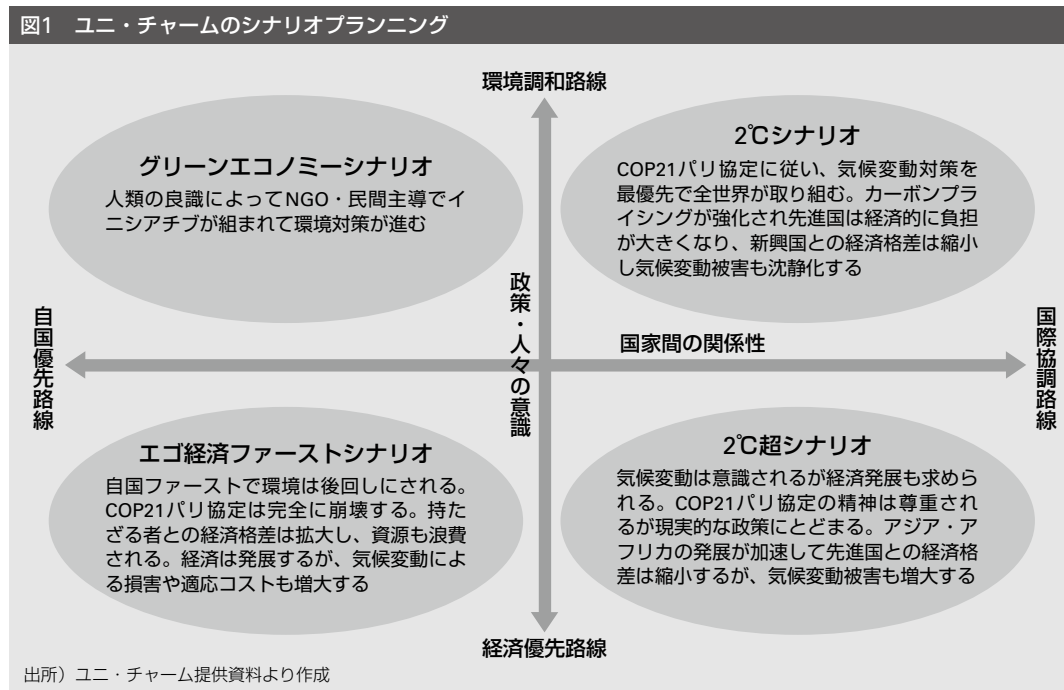 図1 ユニ・チャームのシナリオプランニング
環境調和路線
グリーンエコノミーシナリオ
人類の良識によってNGO・民間主導でイ
ニシアチブが組まれて環境対策が進む
2℃シナリオ
COP21パリ協定に従い、気候変動対策を
最優先で全世界が取り組む。カーボンプラ
イシングが強化され先進国は経済的に負担
が大きくなり、新興国との経済格差は縮小
し気候変動被害も沈静化する
政策・人々の意識
自国優先路線
国家間の関係性
国際協調路線
エゴ経済ファーストシナリオ
自国ファーストで環境は後回しにされる。
COP21パリ協定は完全に崩壊する。持た
ざる者との経済格差は拡大し、資源も浪費
される。経済は発展するが、気候変動によ
る損害や適応コストも増大する
2℃超シナリオ
気候変動は意識されるが経済発展も求めら
れる。COP21パリ協定の精神は尊重され
るが現実的な政策にとどまる。アジア・ア
フリカの発展が加速して先進国との経済格
差は縮小するが、気候変動被害も増大する
経済優先路線
出所）ユニ・チャーム提供資料より作成